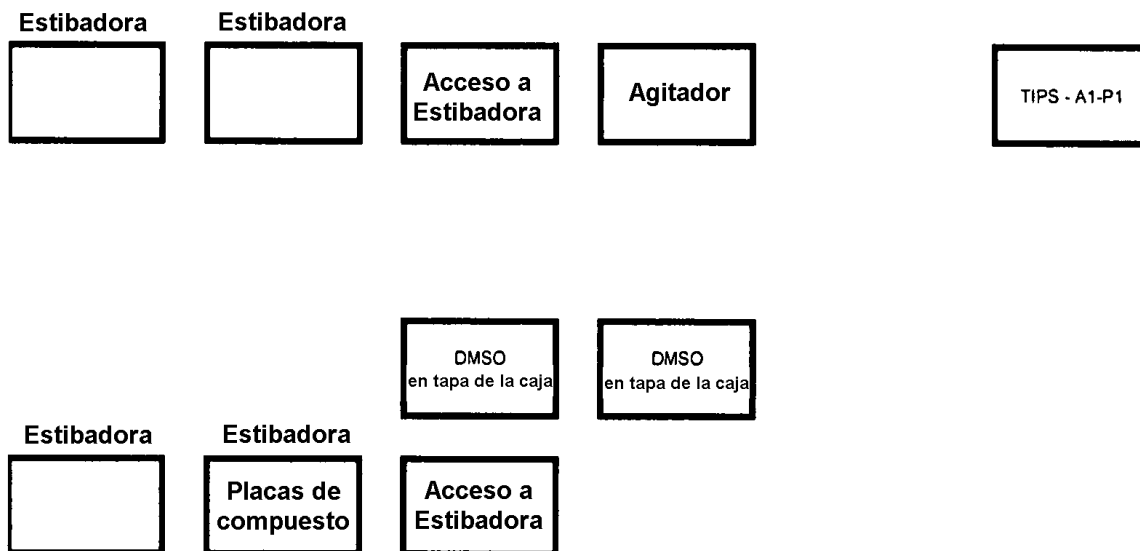 Estibadora
Estibadora
Acceso a
Estibadora
Agitador
TIPS - A1-P1
DMSO
en tapa de la caja
DMSO
en tapa de la caja
Estibadora
Estibadora
Placas de
compuesto
Acceso a
Estibadora